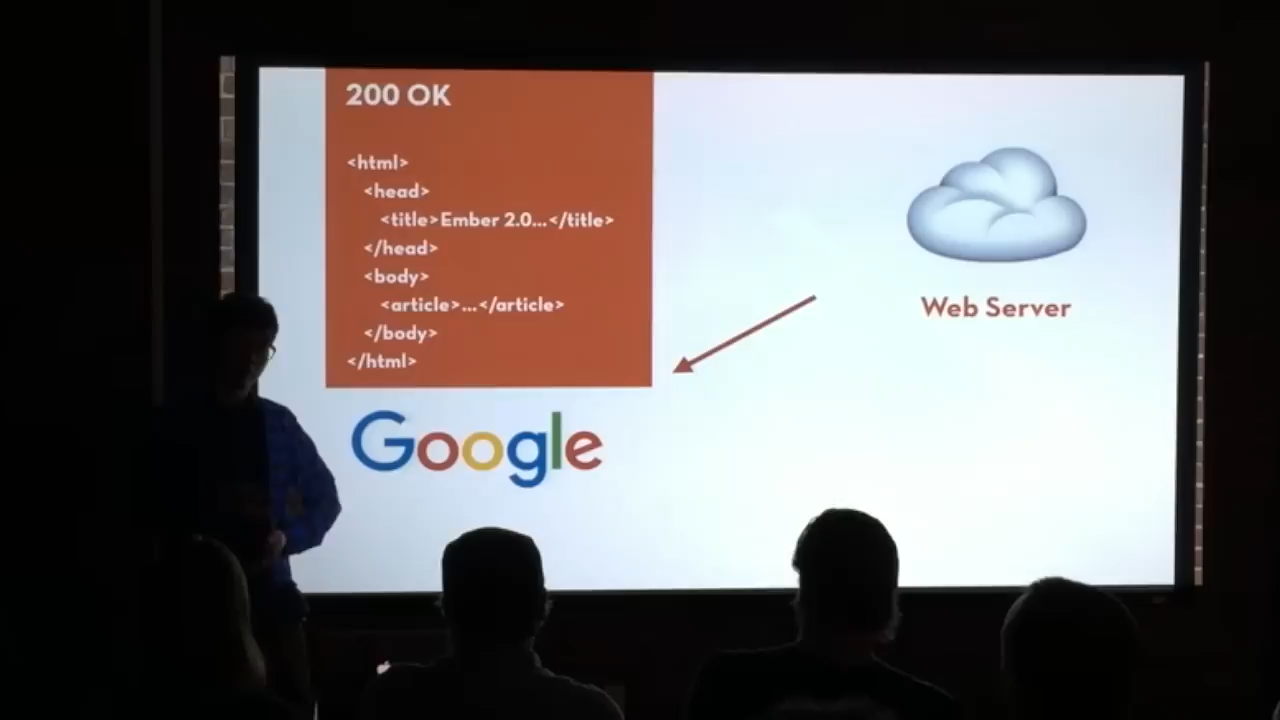 200 OK
<html>
<head>
<title>Ember 2.0...</title>
</head>
<body>
<article>...</article>
</body>
</html>
Web Server
Google